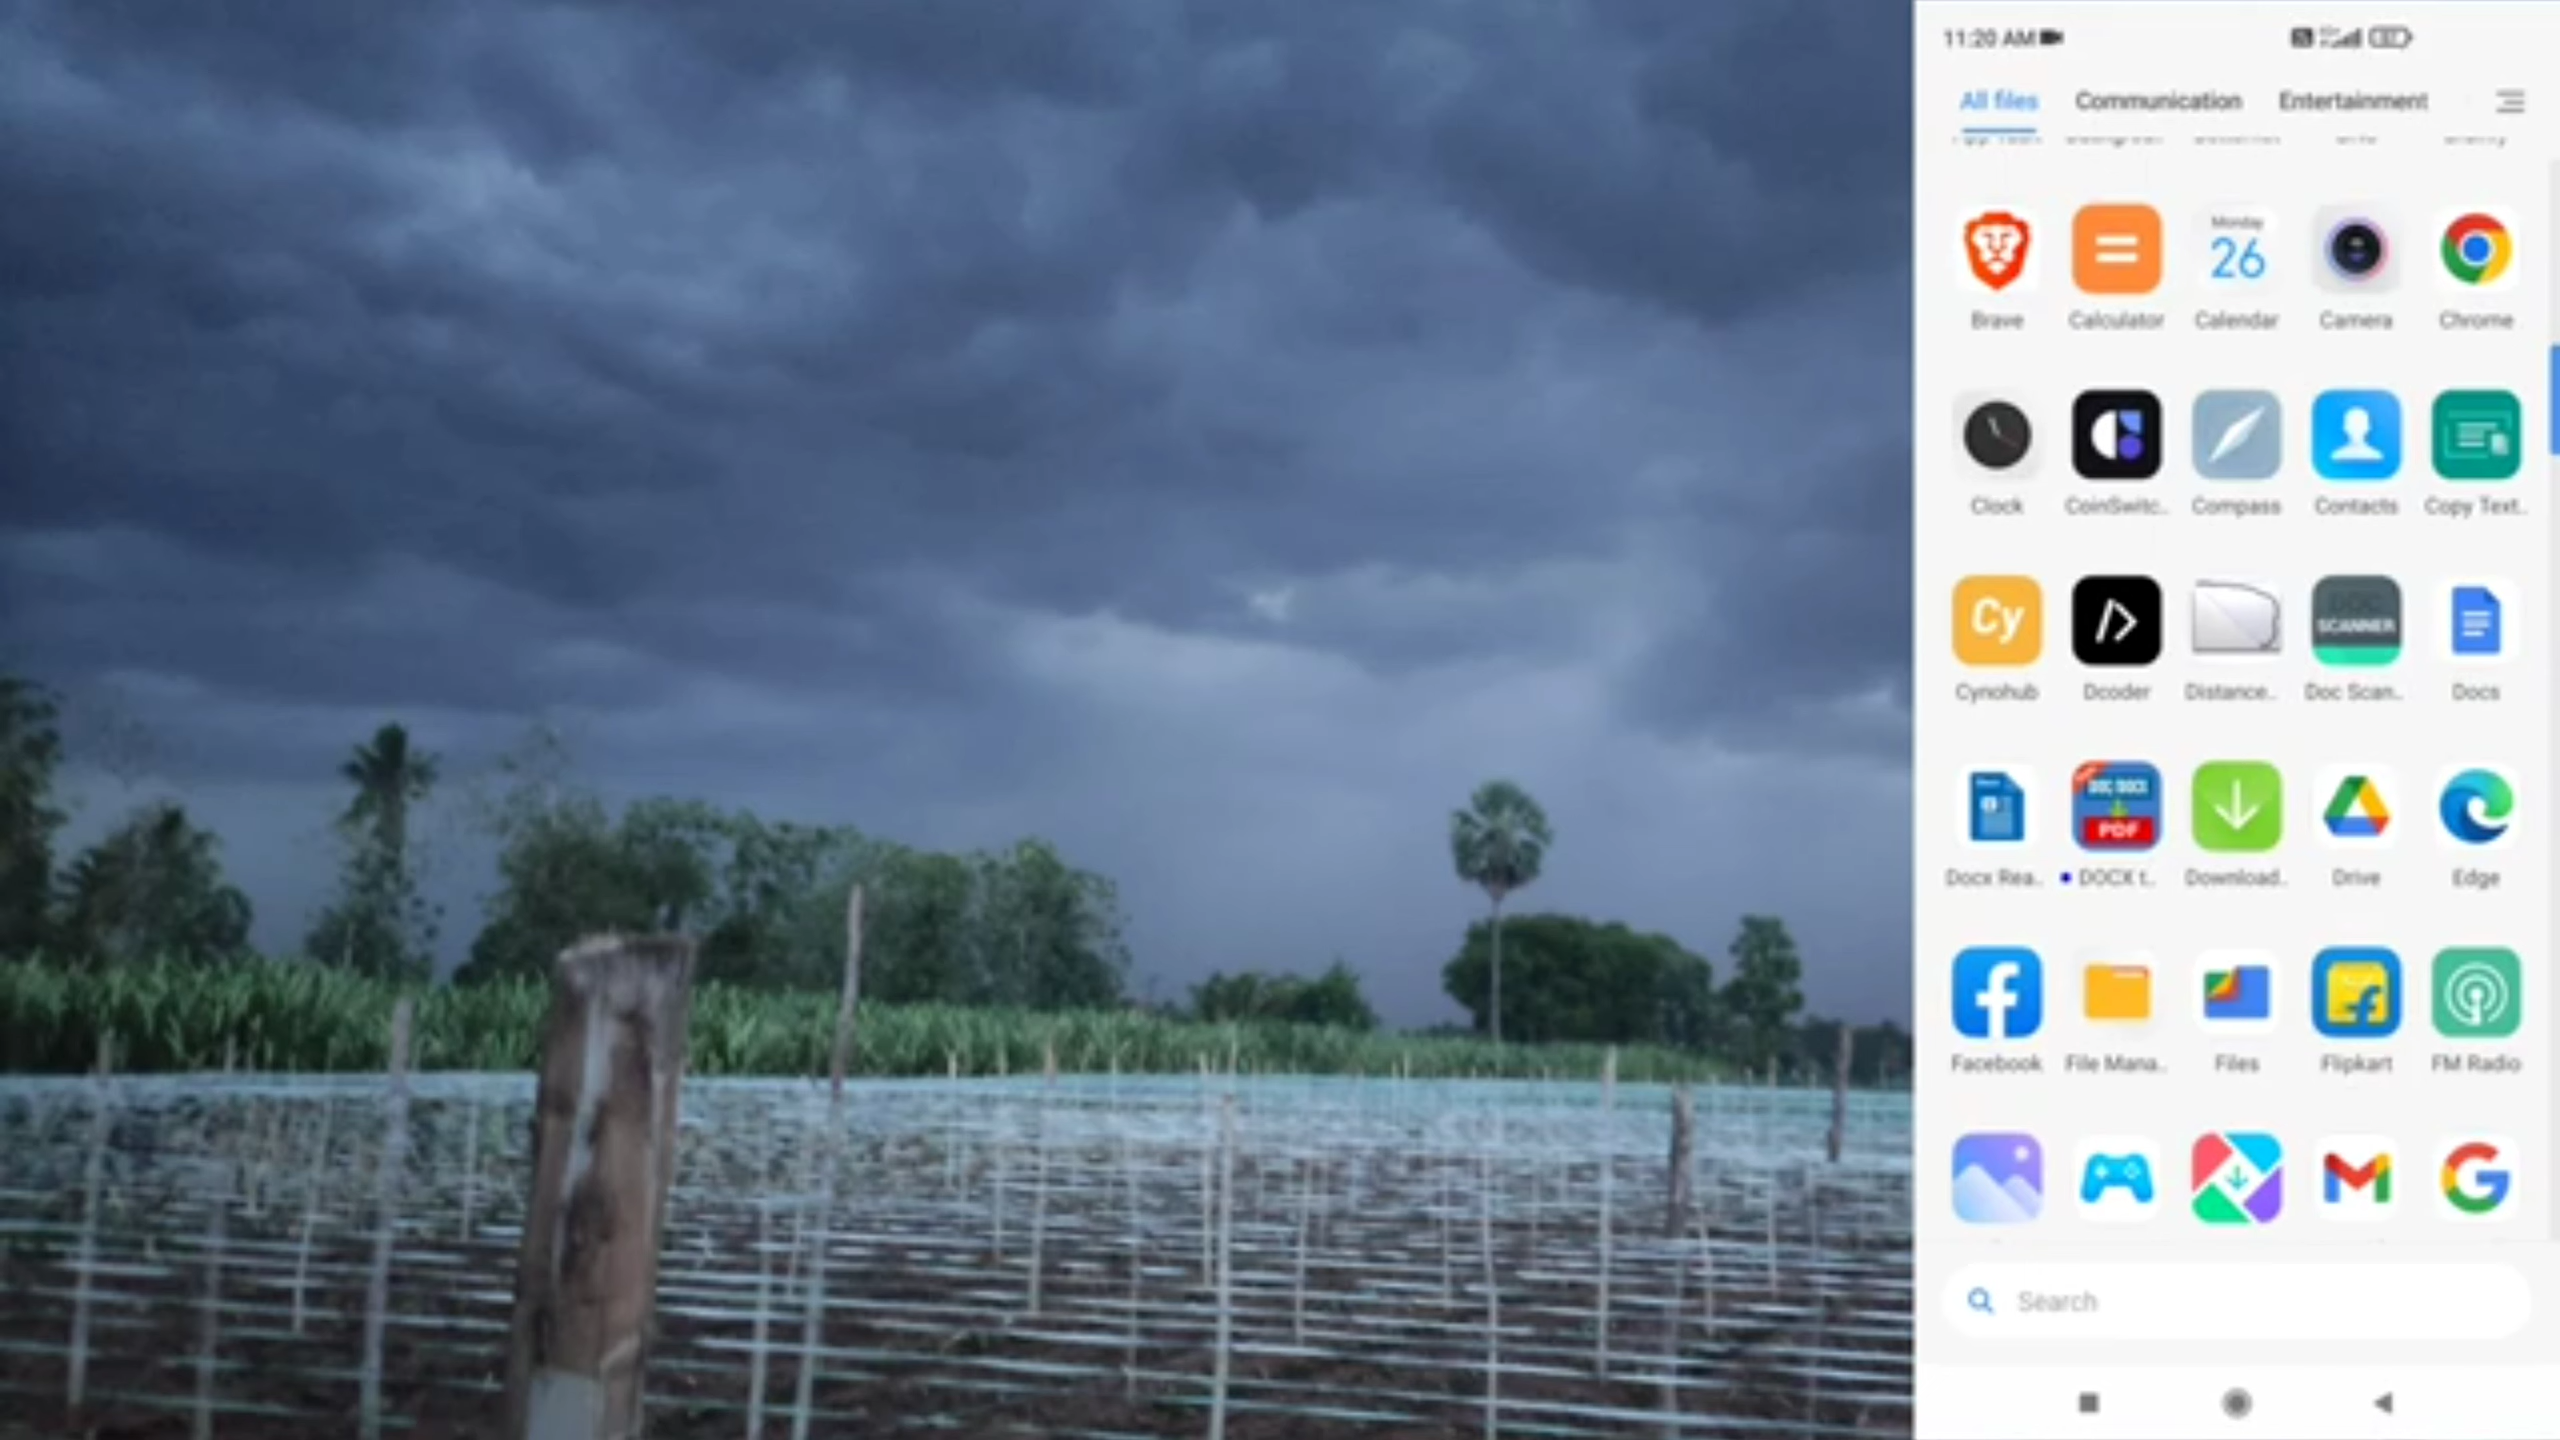 11:20 AM
All files Communication Entertainment
Monday
26
Brave Calculator Calendar Camera Chrome
Clock CoinSwitc.. Compass Contacts Copy Text..
Cy
SCANNER
Cynohub Dcoder Distance.. Doc Scan.. Docs
DOC DOCX
PDF
Docx Rea.. DOCX t.. Download.. Drive Edge
Facebook File Mana.. Files Flipkart FM Radio
Search